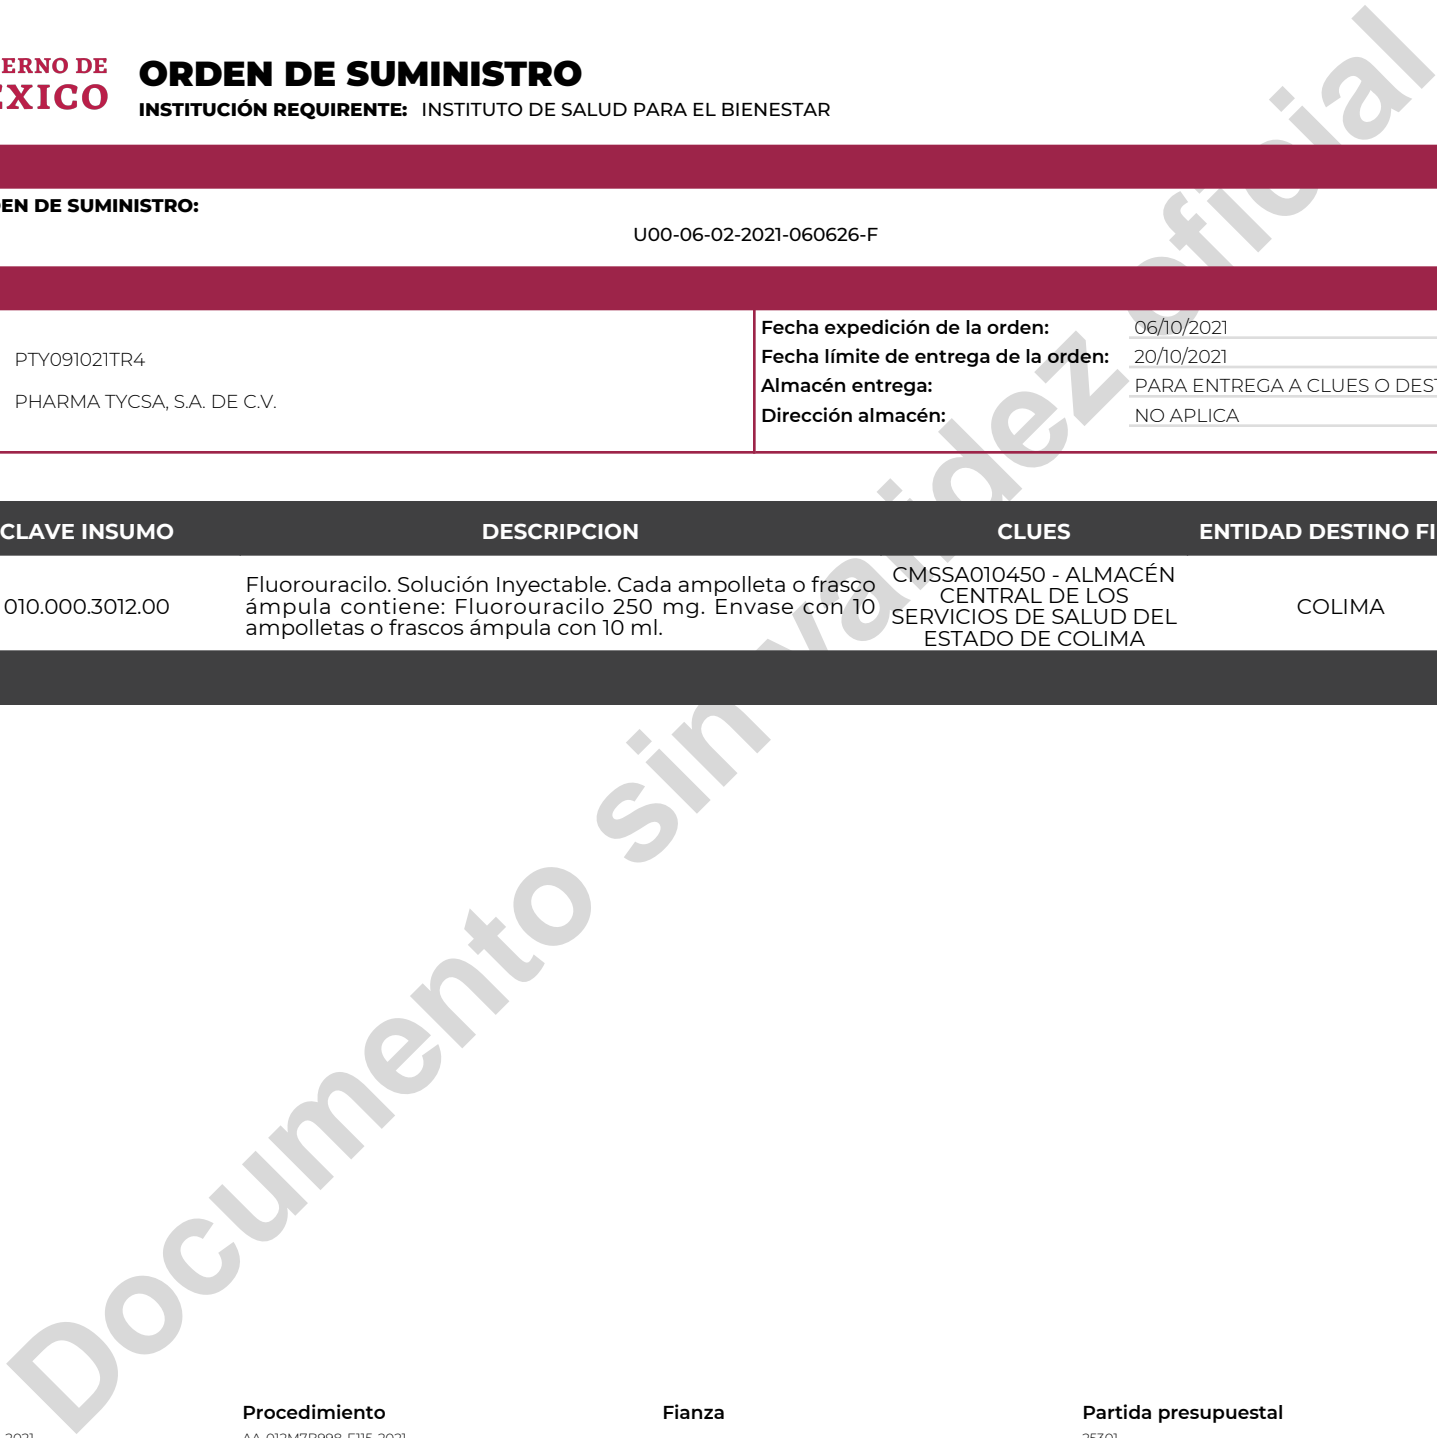 ERNO DE
EXICO
ORDEN DE SUMINISTRO
INSTITUCIÓN REQUIRENTE: INSTITUTO DE SALUD PARA EL BIENESTAR
EN DE SUMINISTRO:
U00-06-02-2021-060626-F
PTY091021TR4
PHARMA TYCSA, S.A. DE C.V.
Fecha expedición de la orden: 06/10/2021
Fecha límite de entrega de la orden: 20/10/2021
Almacén entrega: PARA ENTREGA A CLUES O DEST
Dirección almacén: NO APLICA
CLAVE INSUMO DESCRIPCION CLUES ENTIDAD DESTINO FI
010.000.3012.00
Fluorouracilo. Solución Inyectable. Cada ampolleta o frasco
ámpula contiene: Fluorouracilo 250 mg. Envase con 10
ampolletas o frascos ámpula con 10 ml.
CMSSA010450 - ALMACÉN
CENTRAL DE LOS
SERVICIOS DE SALUD DEL
ESTADO DE COLIMA
COLIMA
Documento sin validez oficial
Procedimiento Fianza Partida presupuestal